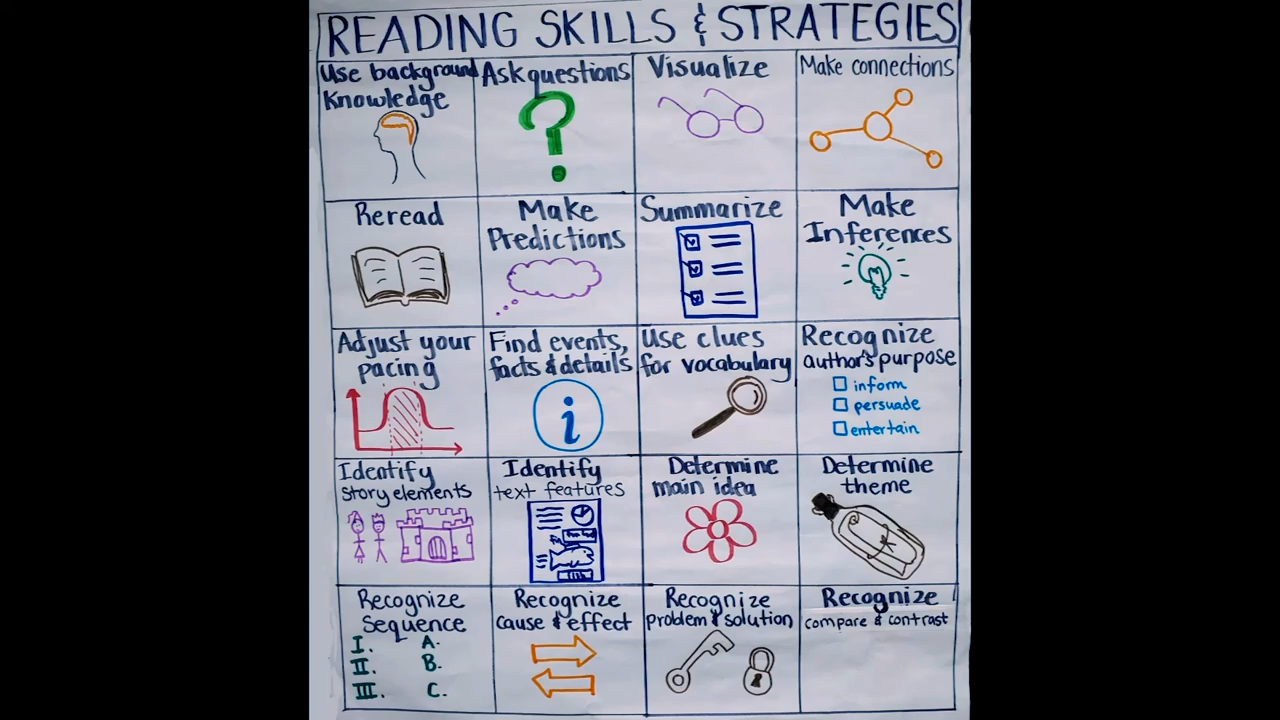 READING SKILLS & STRATEGIES
Use background
Knowledge
Ask questions
Visualize
Make connections
Reread
Make
Predictions
Summarize
Make
Inferences
Adjust your
pacing
Find events,
facts & details
i
Use clues
for vocabulary
Recognize
author's purpose
inform
persuade
entertain
Identify
story elements
Identify
text features
Determine
main idea
Determine
theme
Recognize
Sequence
I. A.
II. B.
III. C.
Recognize
cause & effect
Recognize
problem & solution
Recognize
compare & contrast